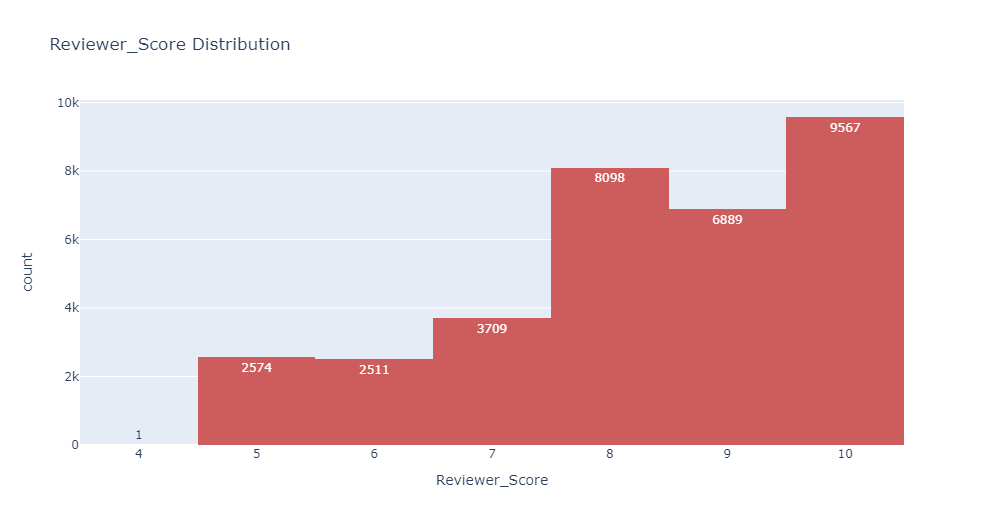 Reviewer_Score Distribution
10k
8k
6k
4k
2k
0
count
1
2574
2511
3709
8098
6889
9567
4 5 6 7 8 9 10
Reviewer_Score